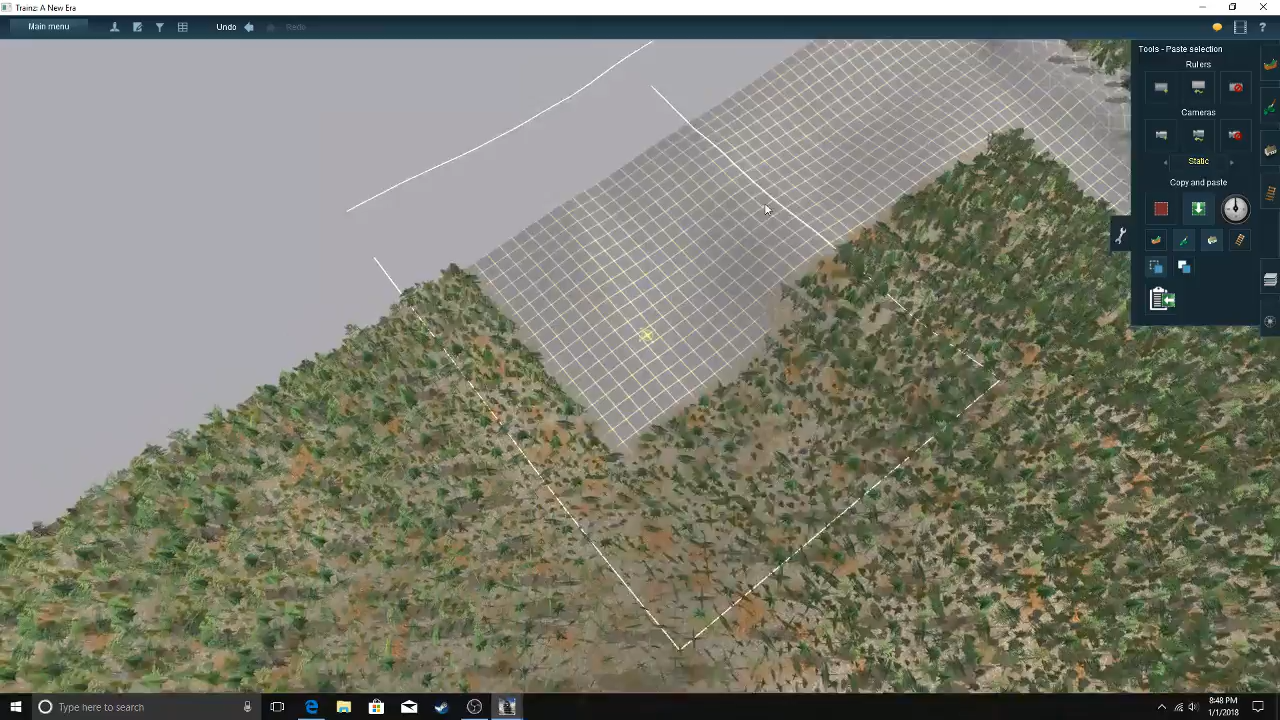 Trainz: A New Era
Main menu
Undo
Redo
Tools - Paste selection
Rulers
Cameras
Static
Copy and paste
Type here to search
8:48 PM
1/1/2018